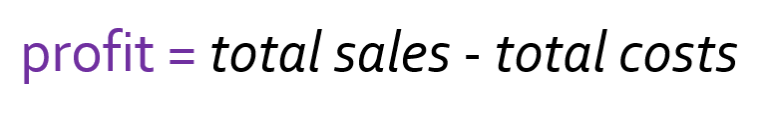 profit = total sales - total costs